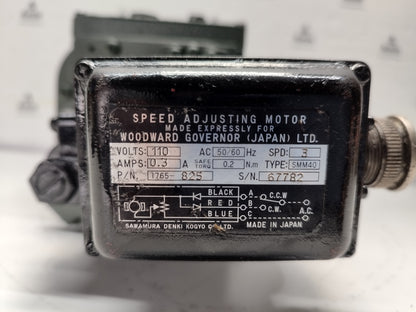 SPEED ADJUSTING MOTOR
MADE EXPRESSLY FOR
WOODWARD GOVERNOR (JAPAN) LTD.
VOLTS: 110 AC 50/60 Hz SPD: 3
AMPS: 0.3 A SAFE TORQ 0.2 N.m TYPE: SMM40
P/N. 1765-825 S/N. 67782
BLACK A C.C.W
RED B C.W. A.C.
BLUE C
SAWAMURA DENKI KOGYO CO.,LTD. MADE IN JAPAN